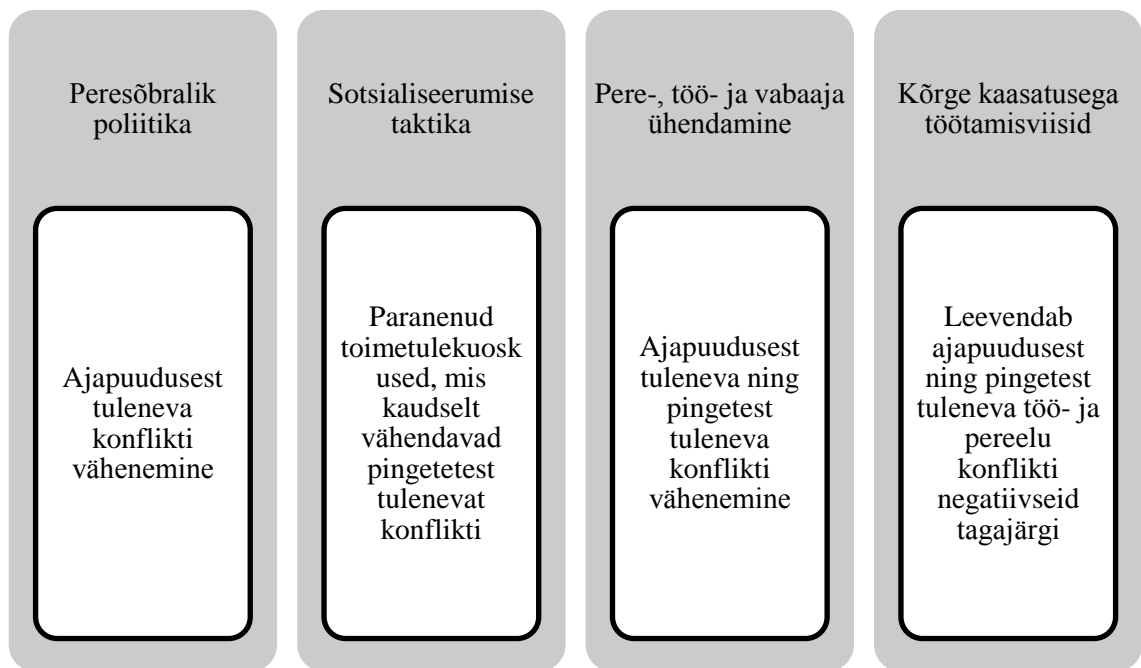 Peresõbralik
poliitika
Ajapuudusest
tuleneva
konflikti
vähenemine
Sotsialiseerumise
taktika
Paranenud
toimetulekuosk
used, mis
kaudselt
vähendavad
pingetetest
tulenevat
konflikti
Pere-, töö- ja vabaaja
ühendamine
Ajapuudusest
tuleneva ning
pingetest
tuleneva
konflikti
vähenemine
Kõrge kaasatusega
töötamisviisid
Leevendab
ajapuudusest
ning pingetest
tuleneva töö- ja
pereelu
konflikti
negatiivseid
tagajärgi